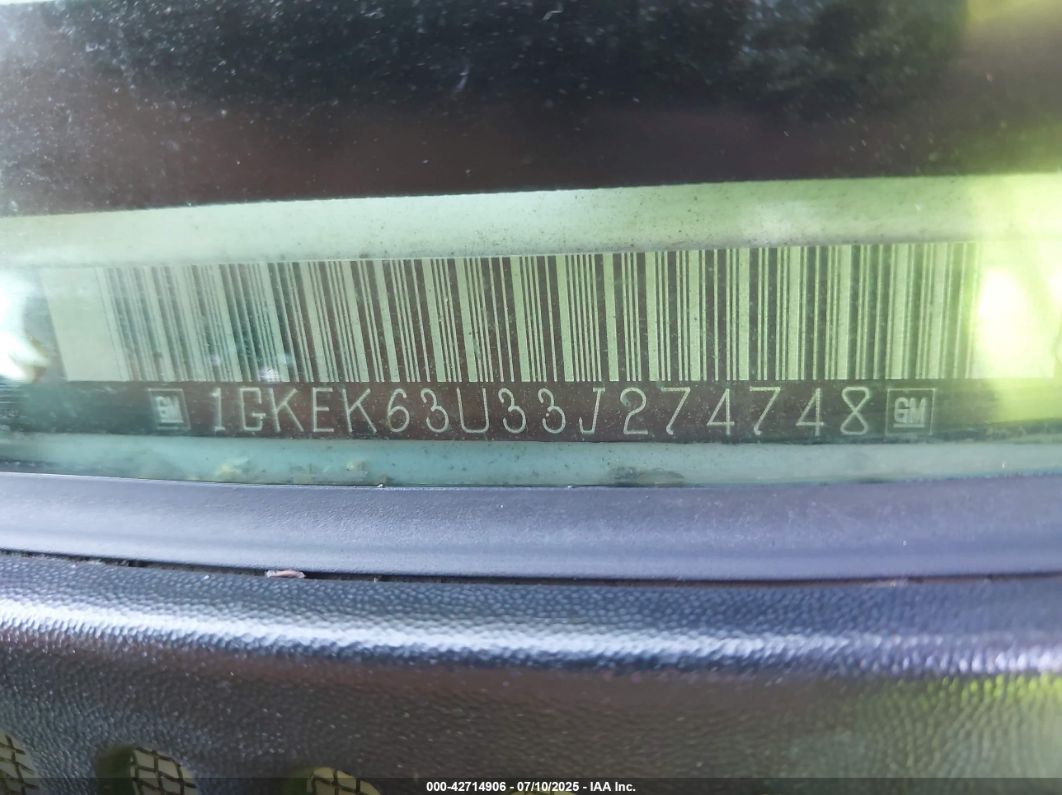 GM 1GKEK63U33J274748 GM
000-42714906 - 07/10/2025 - IAA Inc.